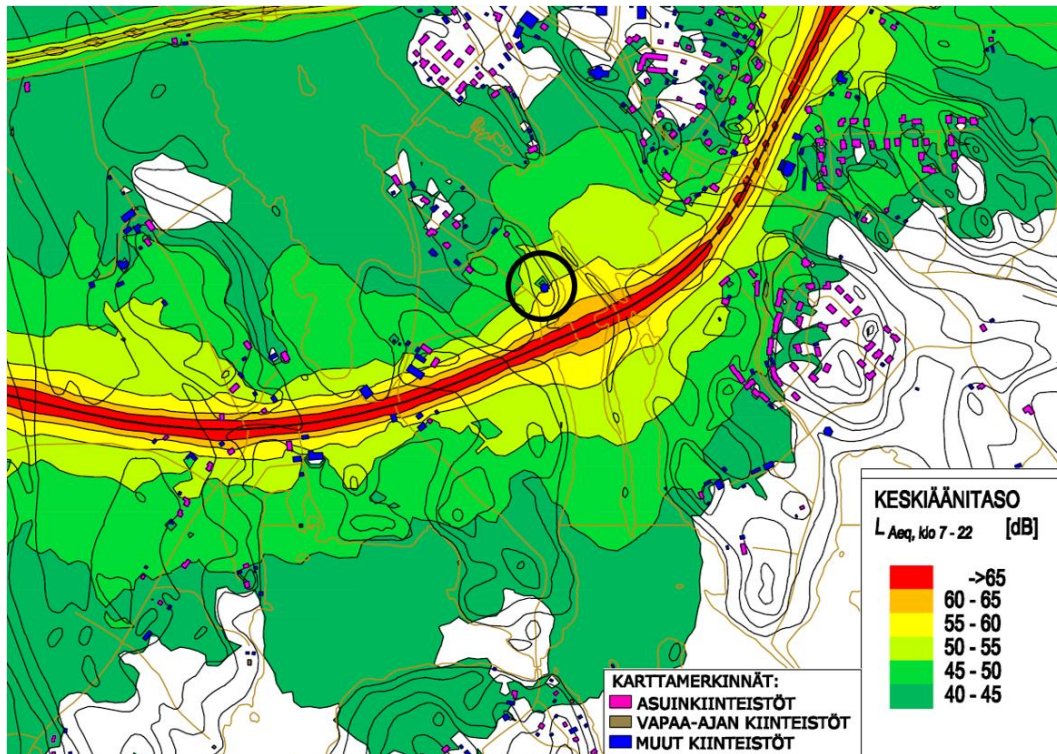 KESKIÄÄNITASO
L Aeq, klo 7 - 22 [dB]
->65
60 - 65
55 - 60
50 - 55
45 - 50
40 - 45
KARTTAMERKINNÄT:
ASUINKIINTEISTÖT
VAPAA-AJAN KIINTEISTÖT
MUUT KIINTEISTÖT